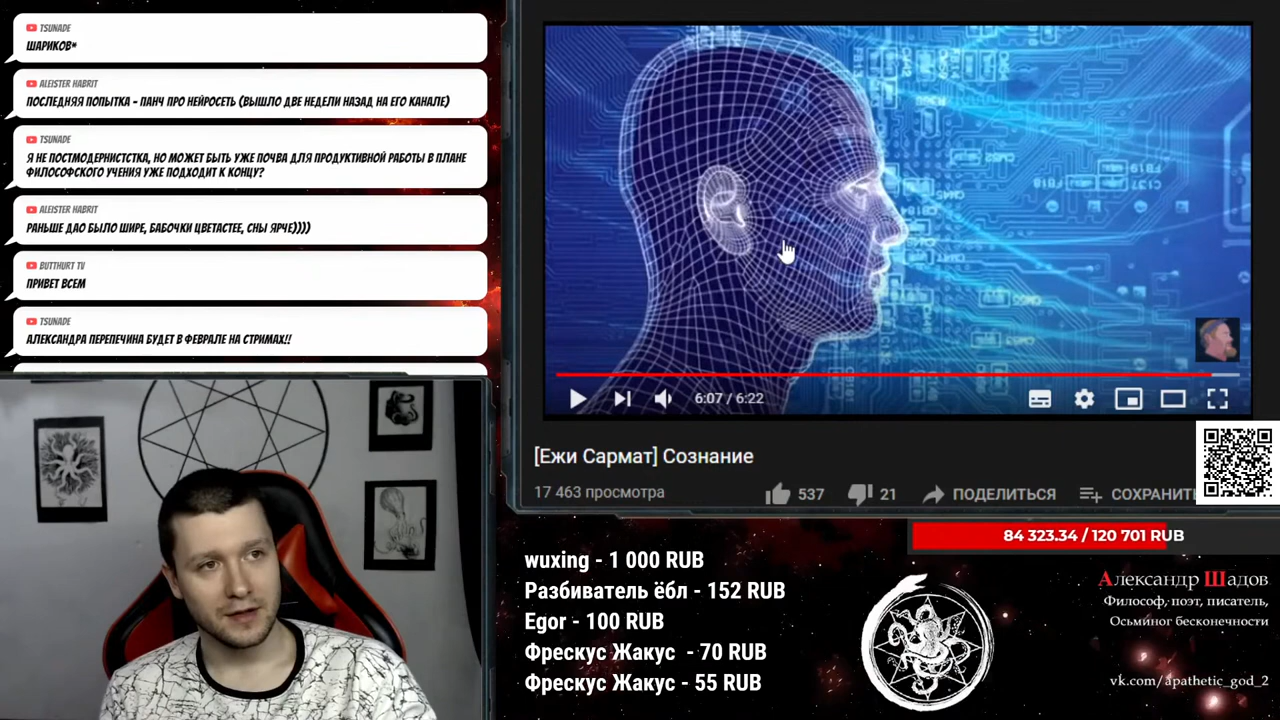 TSUNADE
ШАРИКОВ*
ALEISTER HABRIT
ПОСЛЕДНЯЯ ПОПЫТКА - ПАНЧ ПРО НЕЙРОСЕТЬ (ВЫШЛО ДВЕ НЕДЕЛИ НАЗАД НА ЕГО КАНАЛЕ)
TSUNADE
Я НЕ ПОСТМОДЕРНИСТСТКА, НО МОЖЕТ БЫТЬ УЖЕ ПОЧВА ДЛЯ ПРОДУКТИВНОЙ РАБОТЫ В ПЛАНЕ
ФИЛОСОФСКОГО УЧЕНИЯ УЖЕ ПОДХОДИТ К КОНЦУ?
ALEISTER HABRIT
РАНЬШЕ ДАО БЫЛО ШИРЕ, БАБОЧКИ ЦВЕТАСТЕЕ, СНЫ ЯРЧЕ))))
BUTTHURT TV
ПРИВЕТ ВСЕМ
TSUNADE
АЛЕКСАНДРА ПЕРЕПЕЧИНА БУДЕТ В ФЕВРАЛЕ НА СТРИМАХ!!
6:07 / 6:22
[Ежи Сармат] Сознание
17 463 просмотра
537
21
ПОДЕЛИТЬСЯ
СОХРАНИТЬ
84 323.34 / 120 701 RUB
wuxing - 1 000 RUB
Разбиватель ёбл - 152 RUB
Egor - 100 RUB
Фрескус Жакус - 70 RUB
Фрескус Жакус - 55 RUB
Александр Шадов
Философ, поэт, писатель,
Осьминог бесконечности
vk.com/apathetic_god_2